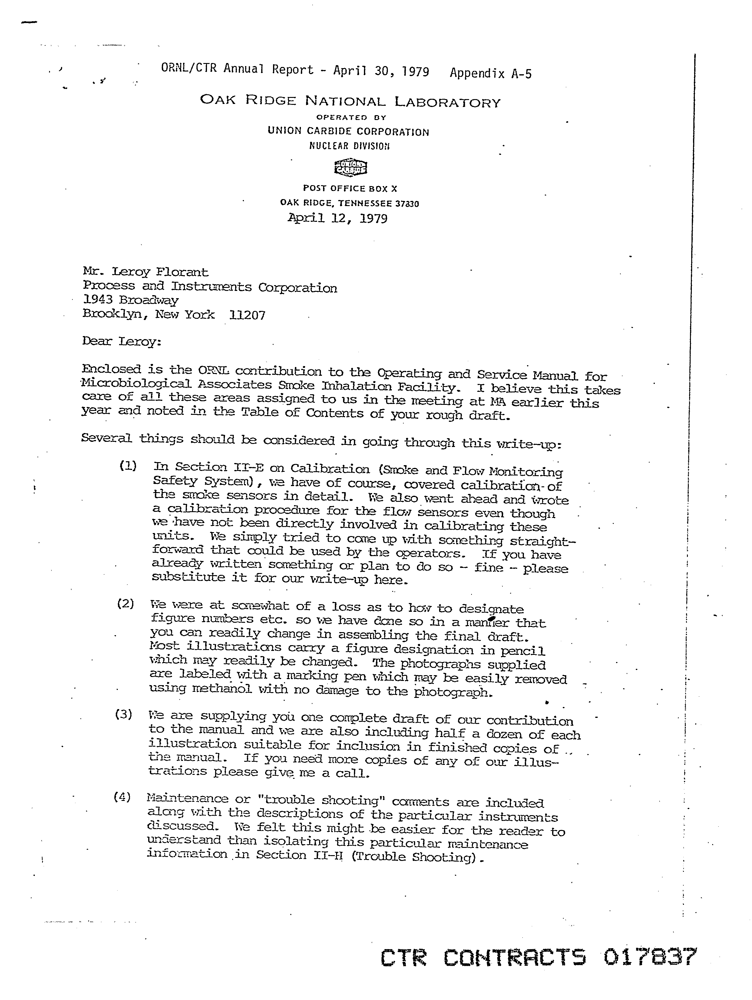 ORNL/CTR Annual Report - April 30, 1979 Appendix A-5
OAK RIDGE NATIONAL LABORATORY
OPERATED BY
UNION CARBIDE CORPORATION
NUCLEAR DIVISION
POST OFFICE BOX X
OAK RIDGE, TENNESSEE 37830
April 12, 1979
Mr. Leroy Florant
Process and Instruments Corporation
1943 Broadway
Brooklyn, New York 11207
Dear Leroy:
Enclosed is the ORNL contribution to the Operating and Service Manual for
Microbiological Associates Smoke Inhalation Facility. I believe this takes
care of all these areas assigned to us in the meeting at MA earlier this
year and noted in the Table of Contents of your rough draft.
Several things should be considered in going through this write-up:
(1) In Section II-E on Calibration (Smoke and Flow Monitoring
Safety System), we have of course, covered calibration of
the smoke sensors in detail. We also went ahead and wrote
a calibration procedure for the flow sensors even though
we have not been directly involved in calibrating these
units. We simply tried to come up with something straight-
forward that could be used by the operators. If you have
already written something or plan to do so - fine - please
substitute it for our write-up here.
(2) We were at somewhat of a loss as to how to designate
figure numbers etc. so we have done so in a manner that
you can readily change in assembling the final draft.
Most illustrations carry a figure designation in pencil
which may readily be changed. The photographs supplied
are labeled with a marking pen which may be easily removed
using methanol with no damage to the photograph.
(3) We are supplying you one complete draft of our contribution
to the manual and we are also including half a dozen of each
illustration suitable for inclusion in finished copies of
the manual. If you need more copies of any of our illus-
trations please give me a call.
(4) Maintenance or "trouble shooting" comments are included
along with the descriptions of the particular instruments
discussed. We felt this might be easier for the reader to
understand than isolating this particular maintenance
information in Section II-H (Trouble Shooting).
CTR CONTRACTS 017837